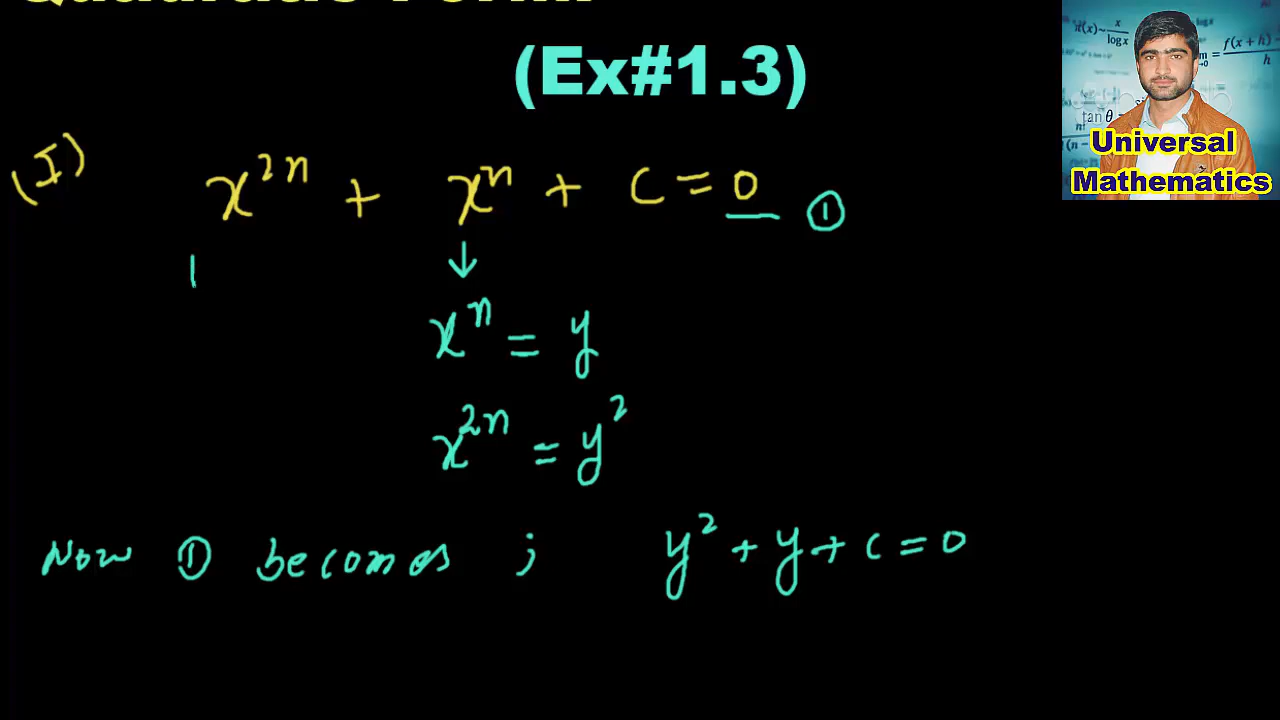 (Ex#1.3)
(I) x^{2n} + x^n + c = 0 ①
↓
x^n = y
x^{2n} = y^2
Now ① becomes ; y^2 + y + c = 0
Universal
Mathematics